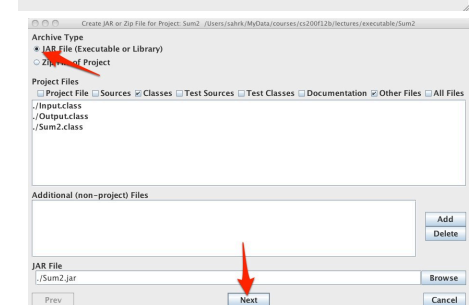 Create JAR or Zip File for Project: Sum2 /Users/sahrk/MyData/courses/cs200f12b/lectures/executable/Sum2
Archive Type
JAR File (Executable or Library)
Zip File of Project
Project Files
Project File Sources Classes Test Sources Test Classes Documentation Other Files All Files
./Input.class
./Output.class
./Sum2.class
Additional (non-project) Files
Add
Delete
JAR File
./Sum2.jar Browse
Prev Next Cancel